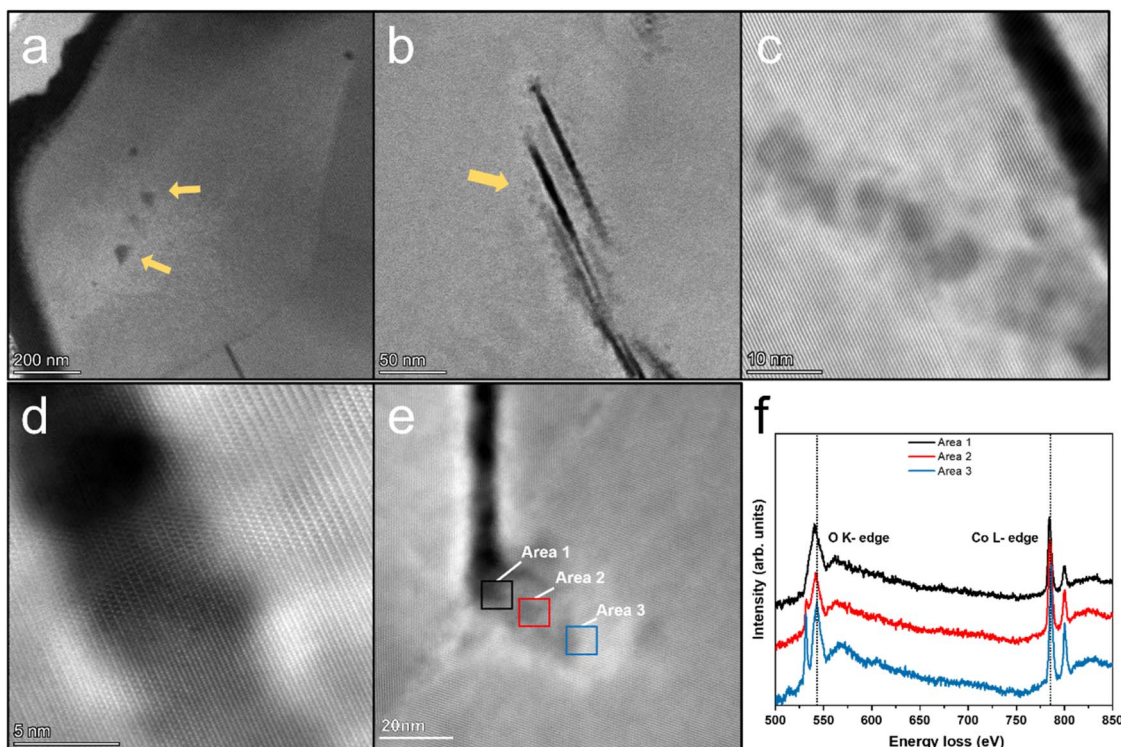 a
200 nm
b
50 nm
c
10 nm
d
5 nm
e
Area 1
Area 2
Area 3
20nm
f
Area 1
Area 2
Area 3
O K- edge
Co L- edge
Intensity (arb. units)
500 550 600 650 700 750 800 850
Energy loss (eV)